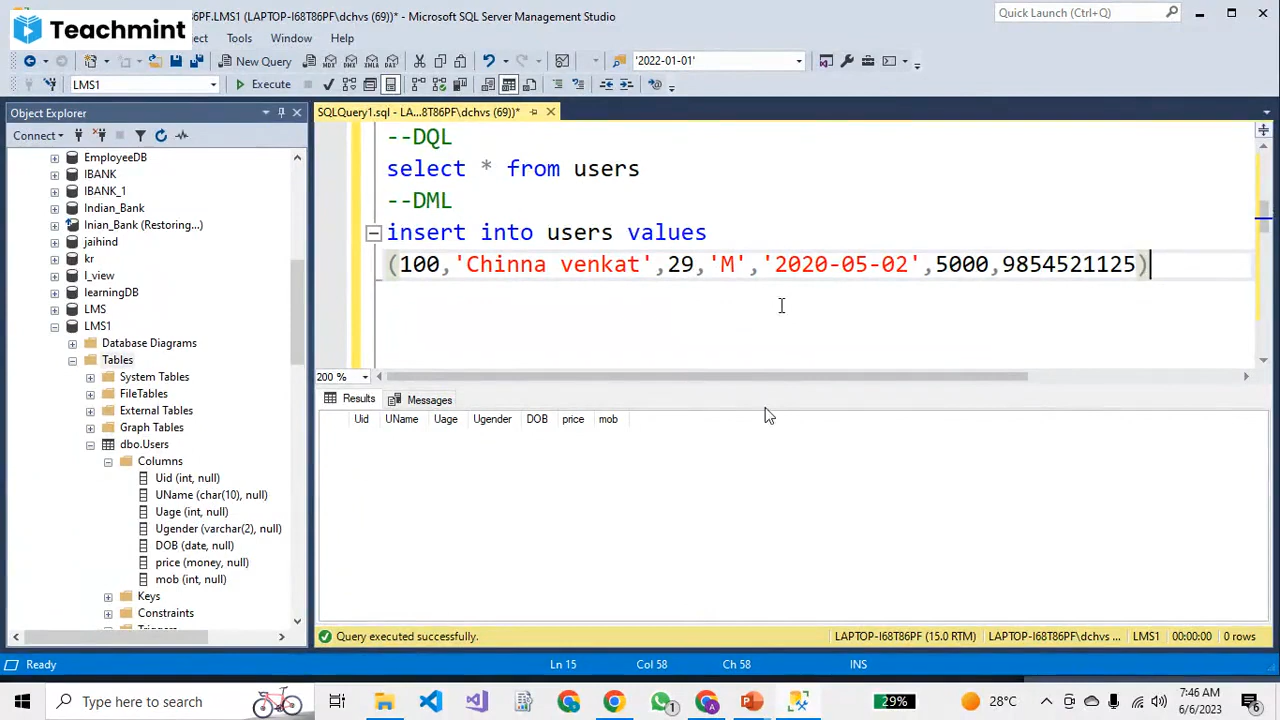 Teachmint
PF.LMS1 (LAPTOP-I68T86PF\dchvs (69))* - Microsoft SQL Server Management Studio
Quick Launch (Ctrl+Q)
Tools Window Help
New Query
'2022-01-01'
LMS1
Execute
Object Explorer
SQLQuery1.sql - LA...8T86PF\dchvs (69))*
Connect
EmployeeDB
IBANK
IBANK_1
Indian_Bank
Inian_Bank (Restoring...)
jaihind
kr
l_view
learningDB
LMS
LMS1
Database Diagrams
Tables
System Tables
FileTables
External Tables
Graph Tables
dbo.Users
Columns
Uid (int, null)
UName (char(10), null)
Uage (int, null)
Ugender (varchar(2), null)
DOB (date, null)
price (money, null)
mob (int, null)
Keys
Constraints
--DQL
select * from users
--DML
insert into users values
(100,'Chinna venkat',29,'M','2020-05-02',5000,9854521125)
200 %
Results Messages
Uid UName Uage Ugender DOB price mob
Query executed successfully.
LAPTOP-I68T86PF (15.0 RTM) LAPTOP-I68T86PF\dchvs ... LMS1 00:00:00 0 rows
Ready Ln 15 Col 58 Ch 58 INS
Type here to search
1
29%
28°C
7:46 AM
6/6/2023
6